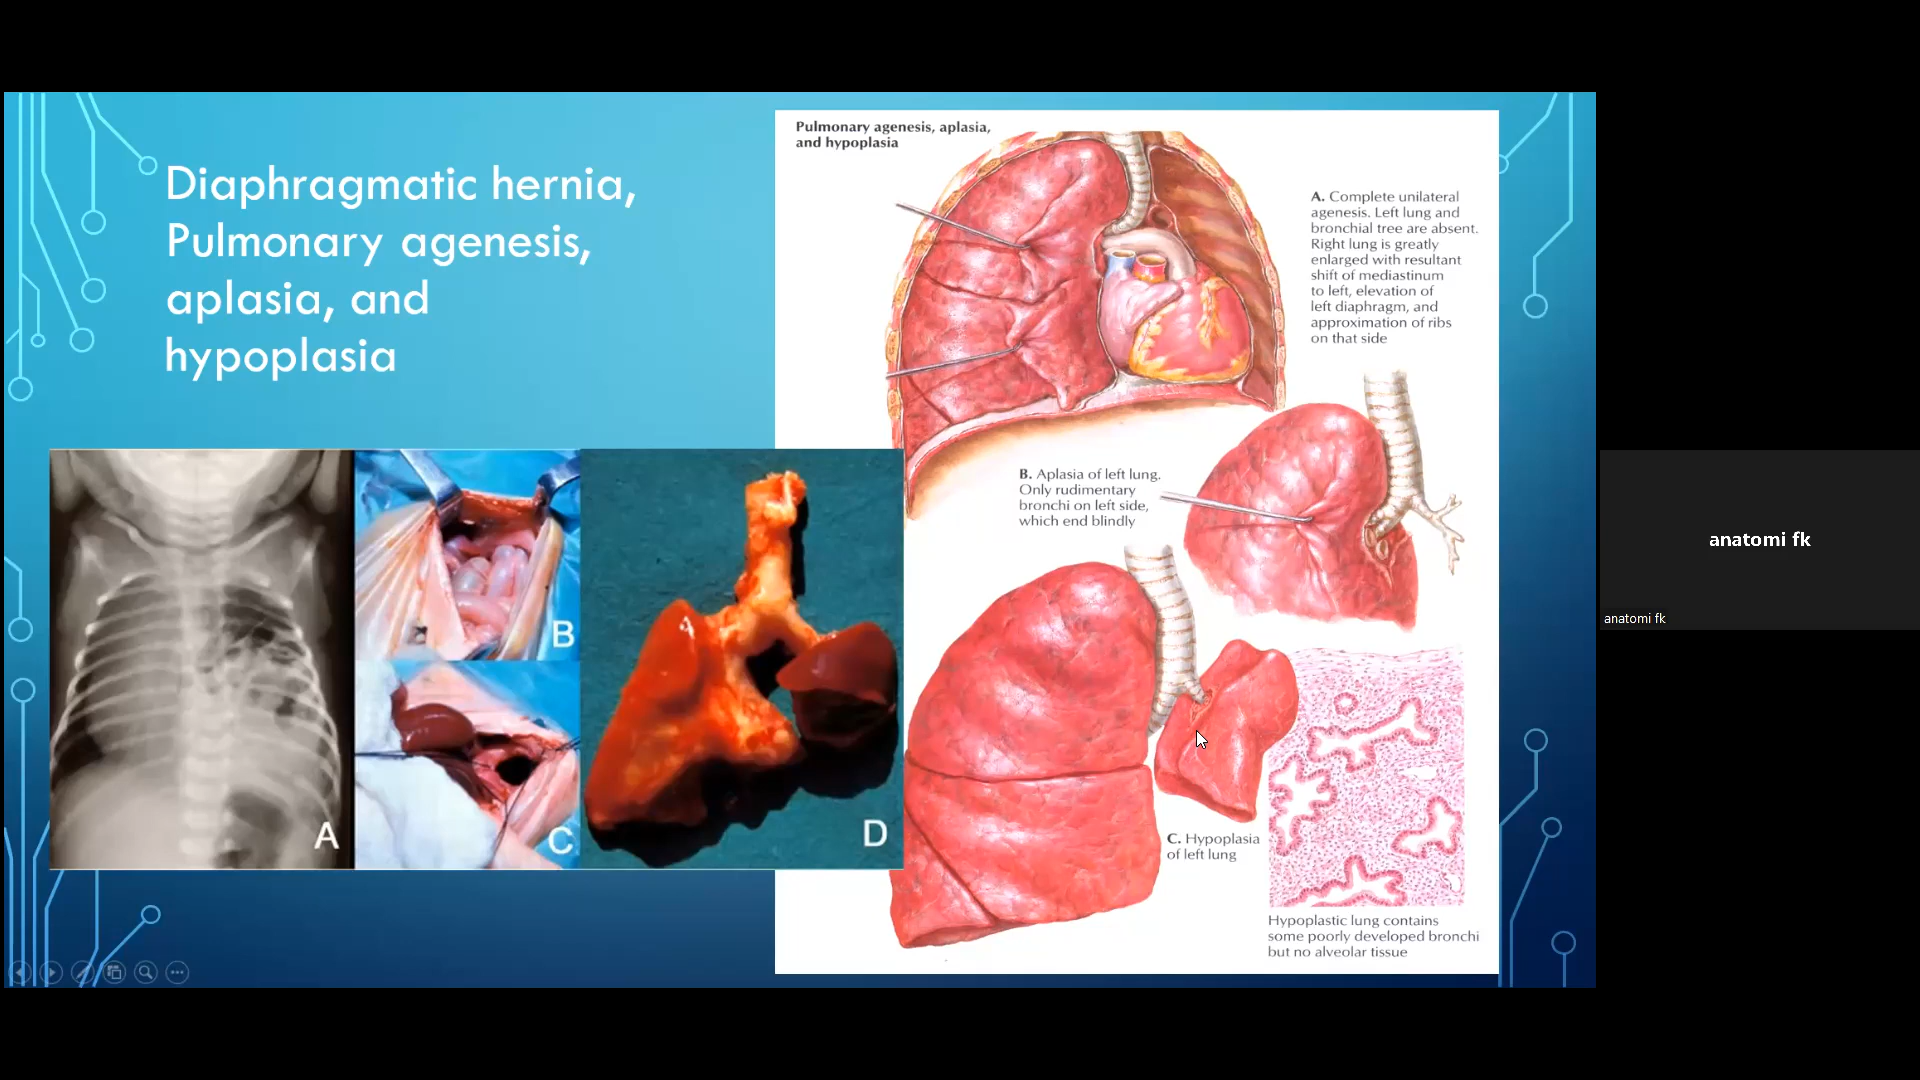 Diaphragmatic hernia,
Pulmonary agenesis,
aplasia, and
hypoplasia
Pulmonary agenesis, aplasia,
and hypoplasia
A. Complete unilateral
agenesis. Left lung and
bronchial tree are absent.
Right lung is greatly
enlarged with resultant
shift of mediastinum
to left, elevation of
left diaphragm, and
approximation of ribs
on that side
B. Aplasia of left lung.
Only rudimentary
bronchi on left side,
which end blindly
C. Hypoplasia
of left lung
Hypoplastic lung contains
some poorly developed bronchi
but no alveolar tissue
A
B
C
D
anatomi fk
anatomi fk